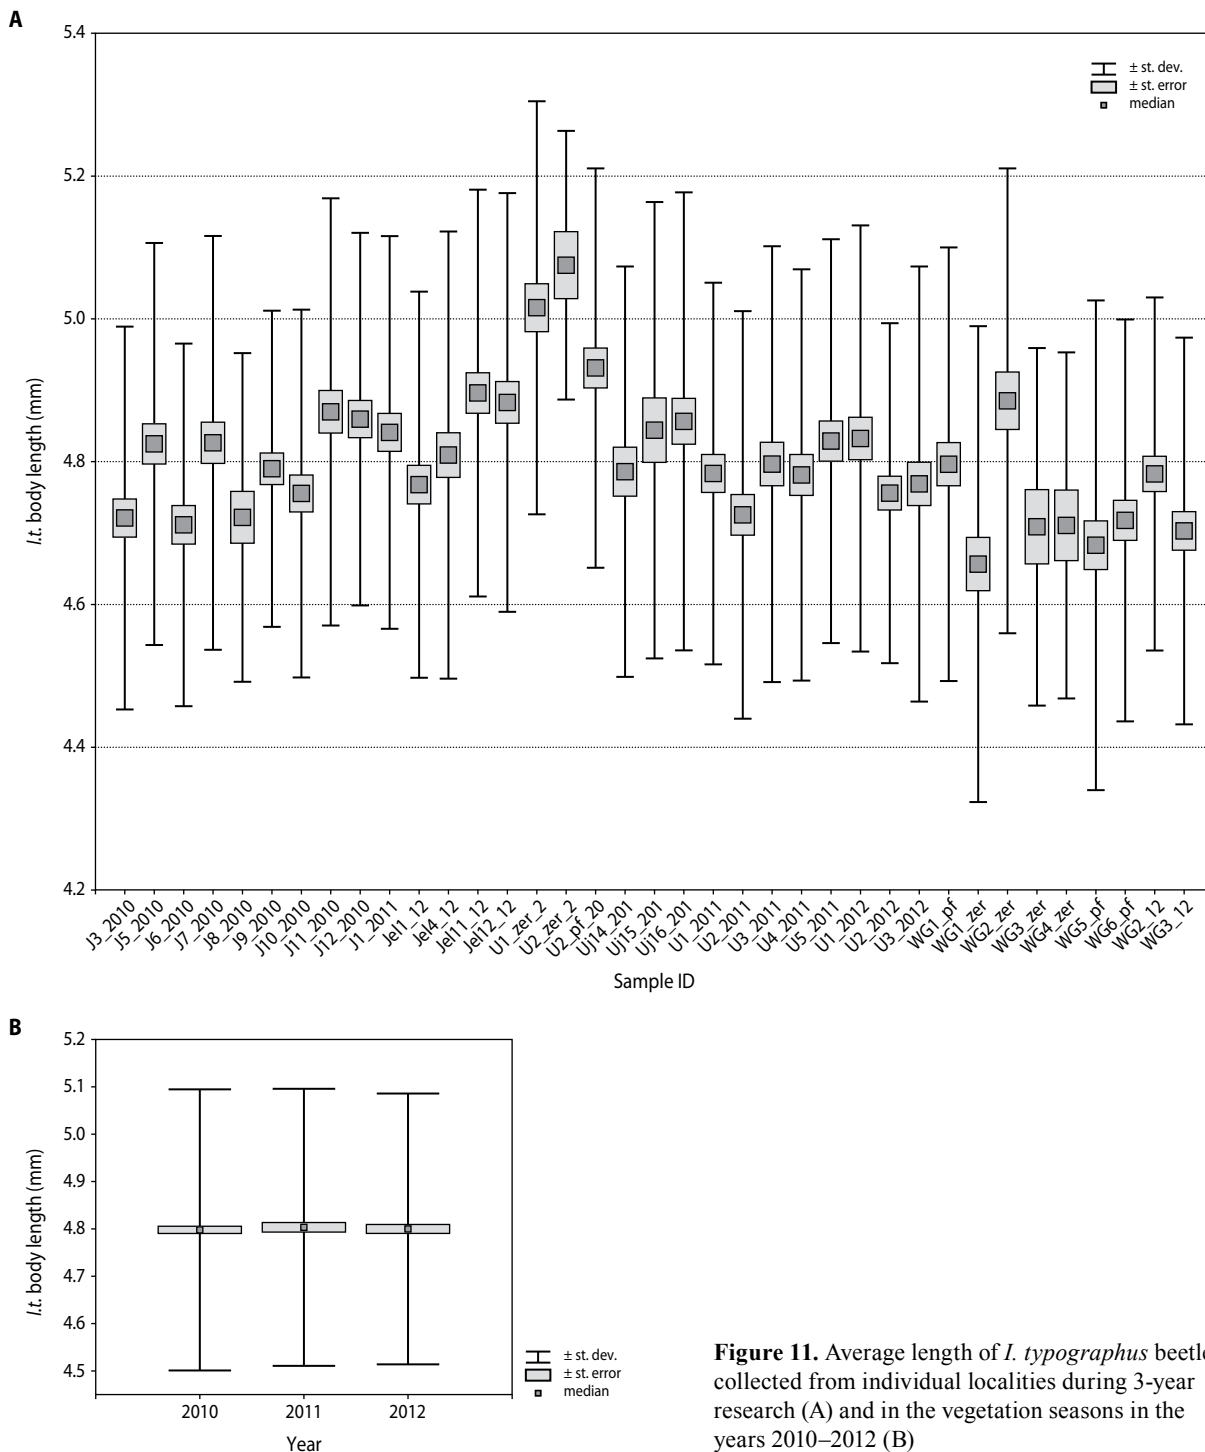 A
5.4
5.2
5.0
4.8
4.6
4.4
4.2
I.t. body length (mm)
± st. dev.
± st. error
median
J3_2010
J5_2010
J6_2010
J7_2010
J8_2010
J9_2010
J10_2010
J11_2010
J12_2010
J1_2011
Jel1_12
Jel4_12
Jel11_12
Jel12_12
U1_zer_2
U2_zer_2
U2_pf_20
Uj14_201
Uj15_201
Uj16_201
U1_2011
U2_2011
U3_2011
U4_2011
U5_2011
U1_2012
U2_2012
U3_2012
WG1_pf
WG1_zer
WG2_zer
WG3_zer
WG4_zer
WG5_pf
WG6_pf
WG2_12
WG3_12
Sample ID
B
5.2
5.1
5.0
4.9
4.8
4.7
4.6
4.5
I.t. body length (mm)
2010
2011
2012
Year
± st. dev.
± st. error
median
Figure 11. Average length of I. typographus beetle
collected from individual localities during 3-year
research (A) and in the vegetation seasons in the
years 2010–2012 (B)